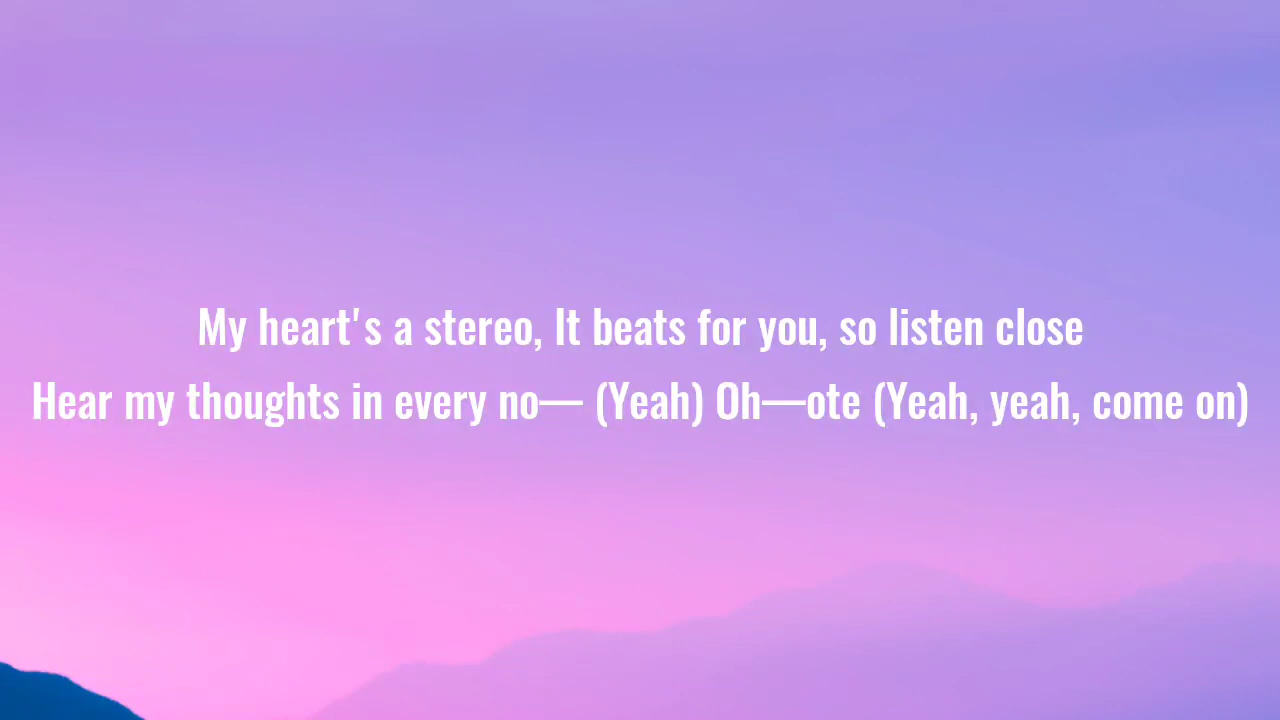 My heart's a stereo, It beats for you, so listen close
Hear my thoughts in every no— (Yeah) Oh—ote (Yeah, yeah, come on)